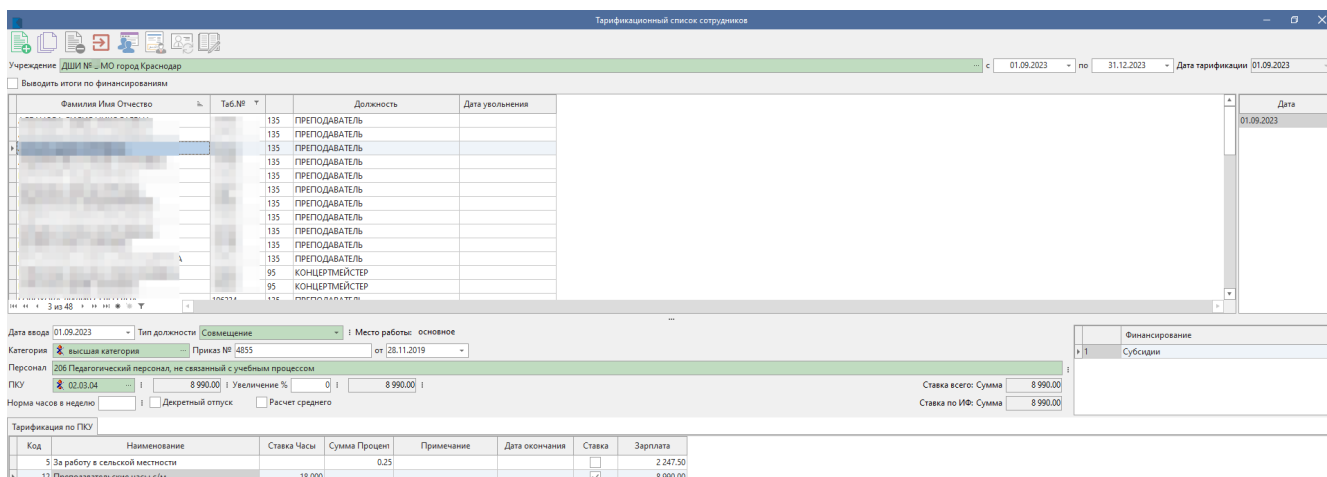 Тарификационный список сотрудников
Учреждение ДШИ № МО город Краснодар ... с 01.09.2023 по 31.12.2023 Дата тарификации 01.09.2023
Выводить итоги по финансированиям
Фамилия Имя Отчество Таб.№ Должность Дата увольнения Дата
135 ПРЕПОДАВАТЕЛЬ 01.09.2023
135 ПРЕПОДАВАТЕЛЬ
135 ПРЕПОДАВАТЕЛЬ
135 ПРЕПОДАВАТЕЛЬ
135 ПРЕПОДАВАТЕЛЬ
135 ПРЕПОДАВАТЕЛЬ
135 ПРЕПОДАВАТЕЛЬ
135 ПРЕПОДАВАТЕЛЬ
135 ПРЕПОДАВАТЕЛЬ
135 ПРЕПОДАВАТЕЛЬ
135 ПРЕПОДАВАТЕЛЬ
95 КОНЦЕРТМЕЙСТЕР
95 КОНЦЕРТМЕЙСТЕР
3 из 48
Дата ввода 01.09.2023 Тип должности Совмещение Место работы: основное
Финансирование
Категория высшая категория ... Приказ № 4855 от 28.11.2019
1 Субсидии
Персонал 206 Педагогический персонал, не связанный с учебным процессом
ПКУ 02.03.04 ... 8 990.00 Увеличение % 0 8 990.00 Ставка всего: Сумма 8 990.00
Норма часов в неделю Декретный отпуск Расчет среднего Ставка по ИФ: Сумма 8 990.00
Тарификация по ПКУ
Код Наименование Ставка Часы Сумма Процент Примечание Дата окончания Ставка Зарплата
5 За работу в сельской местности 0.25 2 247.50
12 Преподавательские часы с/м 18.000 8 990.00